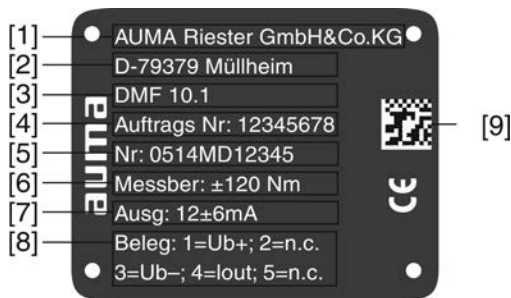 [1] AUMA Riester GmbH&Co.KG
[2] D-79379 Müllheim
[3] DMF 10.1
[4] Auftrags Nr: 12345678 [9]
[5] Nr: 0514MD12345
[6] Messber: ±120 Nm
[7] Ausg: 12±6mA
[8] Beleg: 1=Ub+; 2=n.c.
3=Ub–; 4=Iout; 5=n.c.
auma
CE